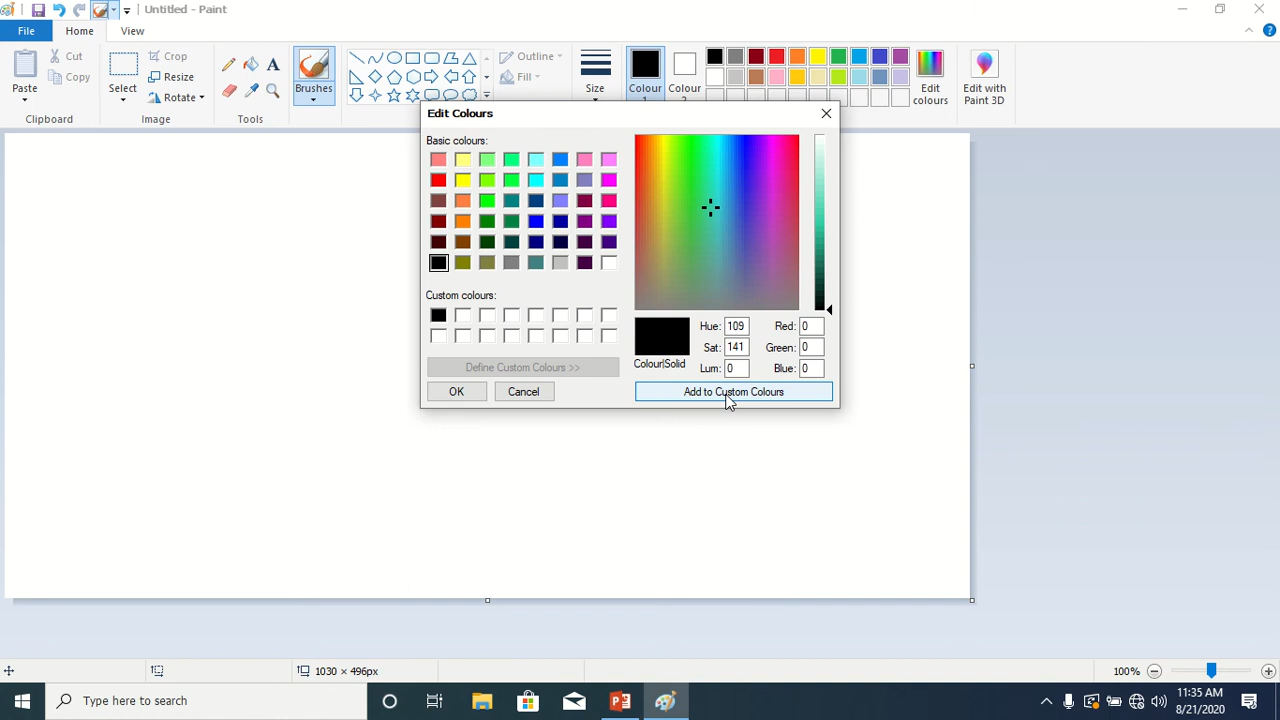 Untitled - Paint
File Home View
Paste
Cut
Copy
Clipboard
Select
Crop
Resize
Rotate
Image
A
Tools
Brushes
Outline
Fill
Size
Colour
1
Colour
2
Edit
colours
Edit with
Paint 3D
Edit Colours
Basic colours:
Custom colours:
Define Custom Colours >>
OK
Cancel
Colour|Solid
Hue: 109
Sat: 141
Lum: 0
Red: 0
Green: 0
Blue: 0
Add to Custom Colours
1030 × 496px
100%
Type here to search
11:35 AM
8/21/2020